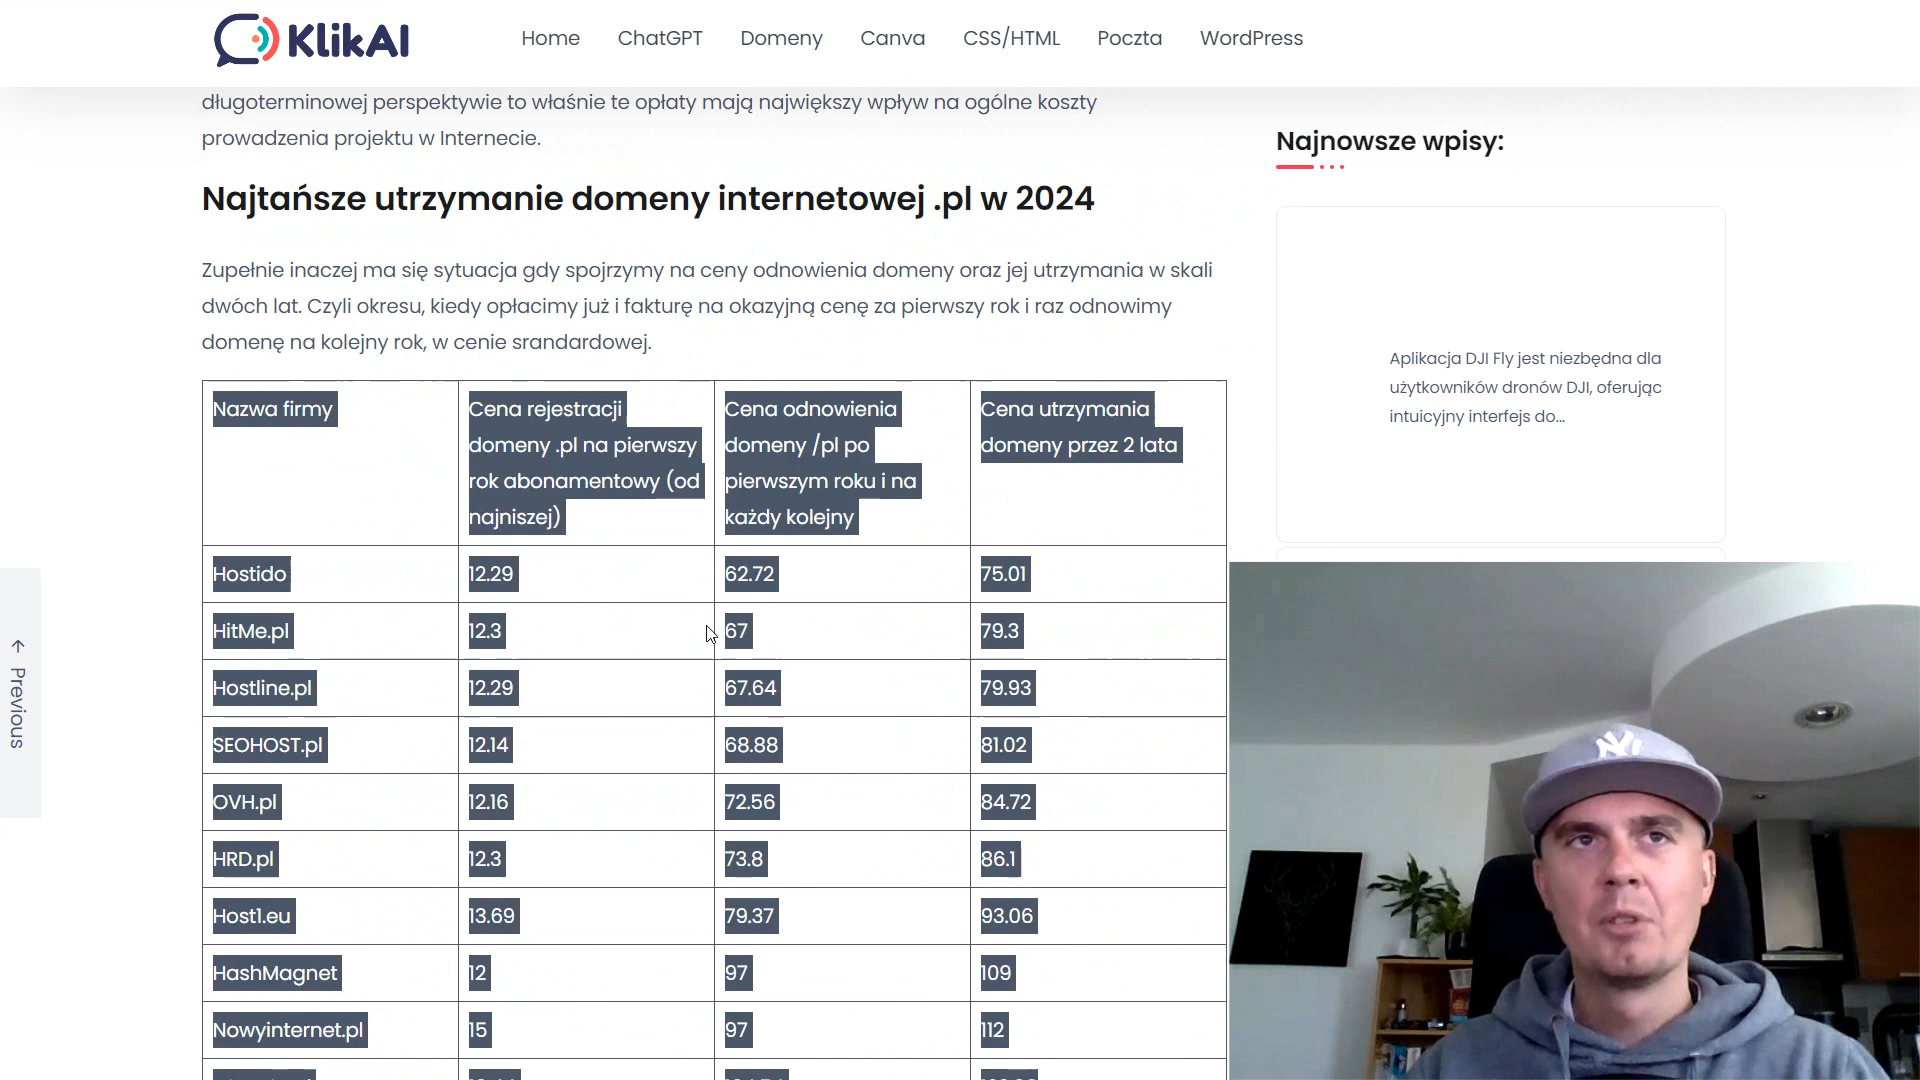 KlikAI
Home ChatGPT Domeny Canva CSS/HTML Poczta WordPress
długoterminowej perspektywie to właśnie te opłaty mają największy wpływ na ogólne koszty
prowadzenia projektu w Internecie.
Najtańsze utrzymanie domeny internetowej .pl w 2024
Zupełnie inaczej ma się sytuacja gdy spojrzymy na ceny odnowienia domeny oraz jej utrzymania w skali
dwóch lat. Czyli okresu, kiedy opłacimy już i fakturę na okazyjną cenę za pierwszy rok i raz odnowimy
domenę na kolejny rok, w cenie srandardowej.
Nazwa firmy
Cena rejestracji
domeny .pl na pierwszy
rok abonamentowy (od
najniszej)
Cena odnowienia
domeny /pl po
pierwszym roku i na
każdy kolejny
Cena utrzymania
domeny przez 2 lata
Hostido 12.29 62.72 75.01
HitMe.pl 12.3 67 79.3
Hostline.pl 12.29 67.64 79.93
SEOHOST.pl 12.14 68.88 81.02
OVH.pl 12.16 72.56 84.72
HRD.pl 12.3 73.8 86.1
Host1.eu 13.69 79.37 93.06
HashMagnet 12 97 109
Nowyinternet.pl 15 97 112
Najnowsze wpisy:
Aplikacja DJI Fly jest niezbędna dla
użytkowników dronów DJI, oferując
intuicyjny interfejs do...
← Previous
NY